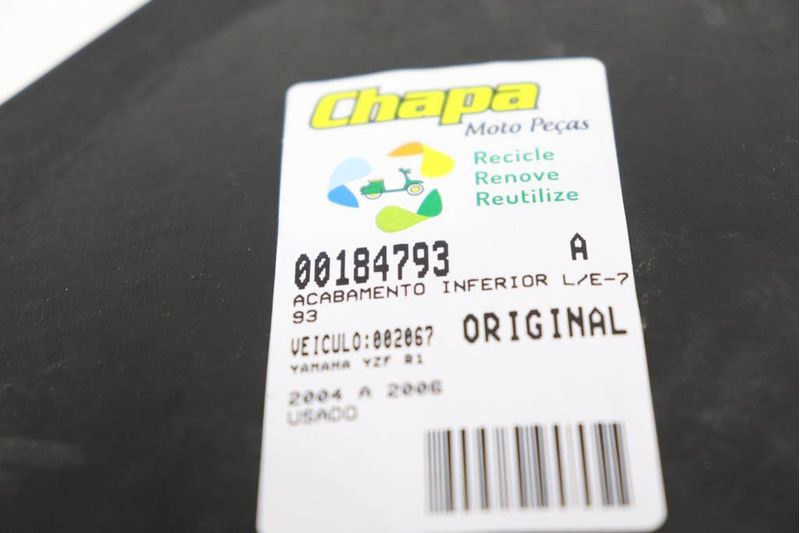 Chapa
Moto Peças
Recicle
Renove
Reutilize
00184793 A
ACABAMENTO INFERIOR L/E-7
93
VEICULO:002067 ORIGINAL
YAMAHA YZF R1
2004 A 2006
USADO